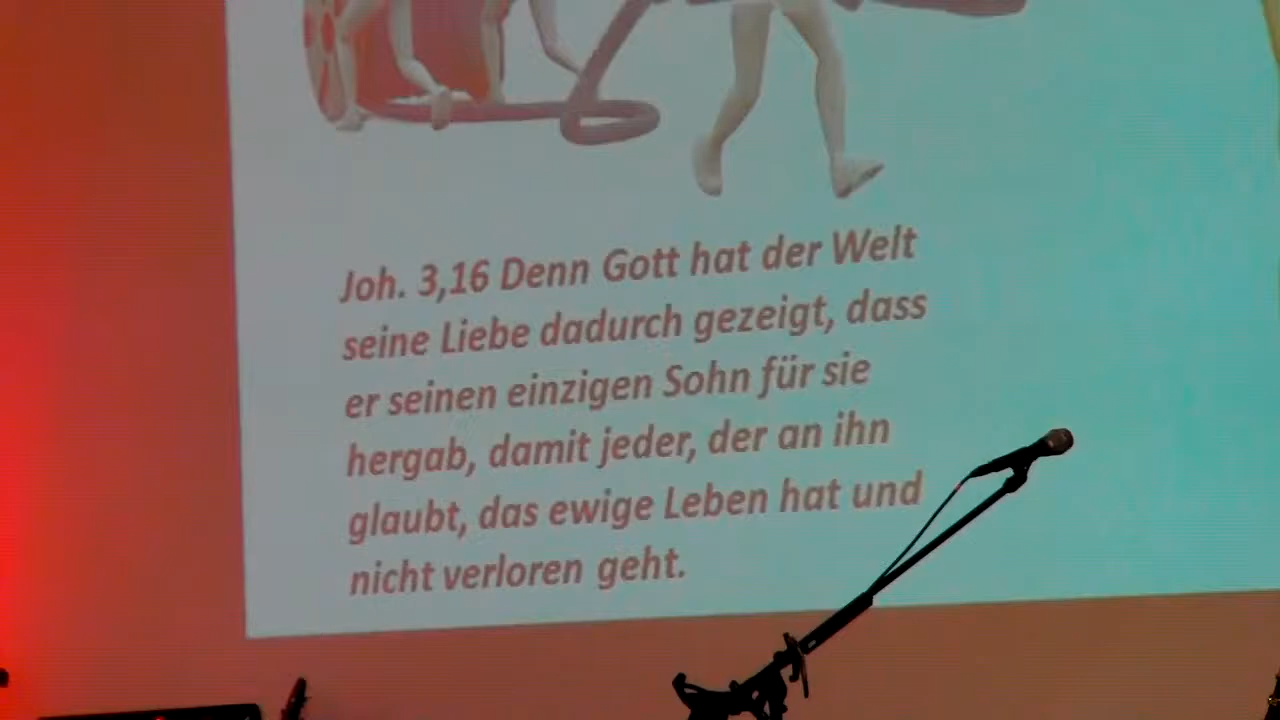 Joh. 3,16 Denn Gott hat der Welt
seine Liebe dadurch gezeigt, dass
er seinen einzigen Sohn für sie
hergab, damit jeder, der an ihn
glaubt, das ewige Leben hat und
nicht verloren geht.